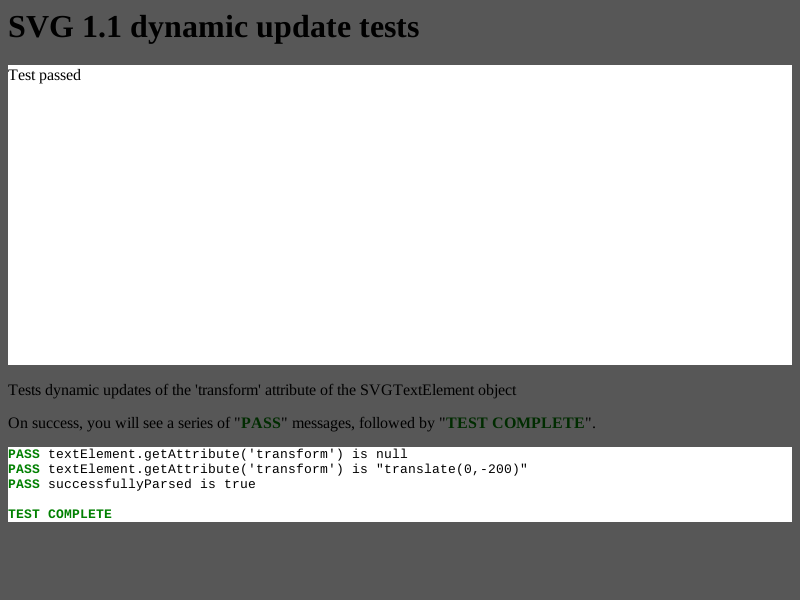 SVG 1.1 dynamic update tests
Test passed
Tests dynamic updates of the 'transform' attribute of the SVGTextElement object
On success, you will see a series of "PASS" messages, followed by "TEST COMPLETE".
PASS textElement.getAttribute('transform') is null
PASS textElement.getAttribute('transform') is "translate(0,-200)"
PASS successfullyParsed is true
TEST COMPLETE